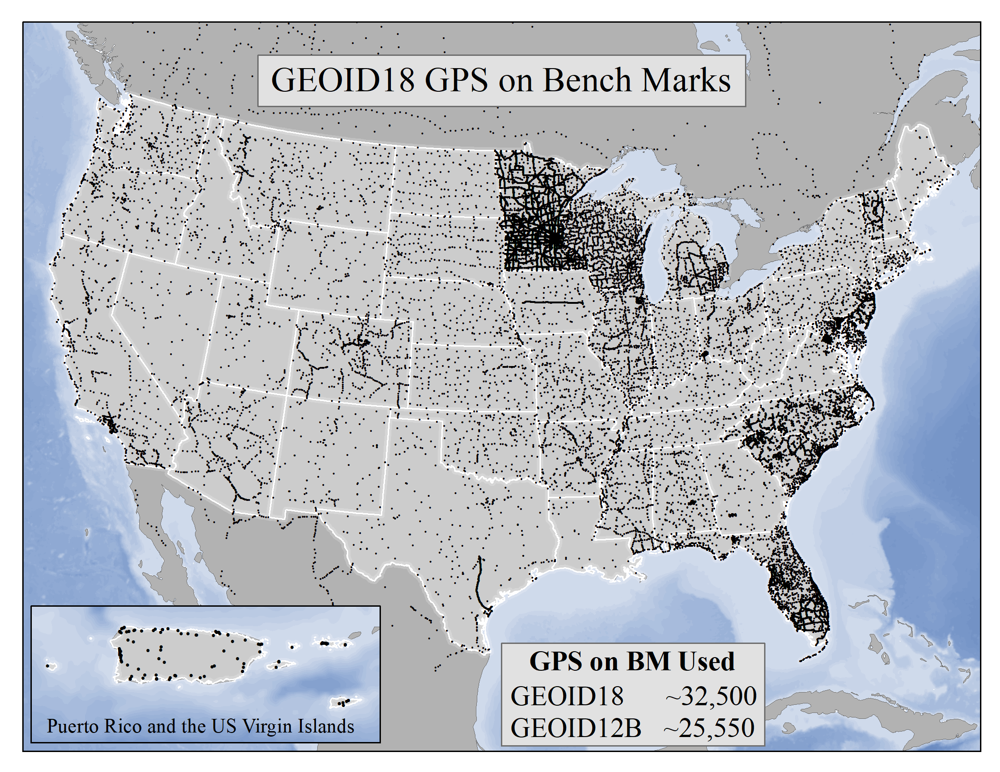 GEOID18 GPS on Bench Marks
GPS on BM Used
GEOID18 ~32,500
GEOID12B ~25,550
Puerto Rico and the US Virgin Islands